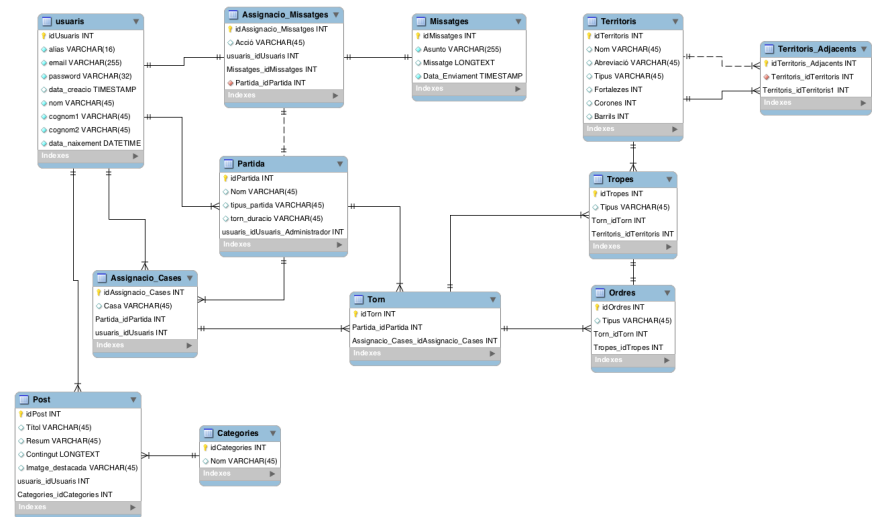 usuaris
idUsuaris INT
alias VARCHAR(16)
email VARCHAR(255)
password VARCHAR(32)
data_creacio TIMESTAMP
nom VARCHAR(45)
cognom1 VARCHAR(45)
cognom2 VARCHAR(45)
data_naixement DATETIME
Indexes
Assignacio_Missatges
idAssignacio_Missatges INT
Acció VARCHAR(45)
usuaris_idUsuaris INT
Missatges_idMissatges INT
Partida_idPartida INT
Indexes
Missatges
idMissatges INT
Asunto VARCHAR(255)
Missatge LONGTEXT
Data_Enviament TIMESTAMP
Indexes
Territoris
idTerritoris INT
Nom VARCHAR(45)
Abreviació VARCHAR(45)
Tipus VARCHAR(45)
Fortalezes INT
Corones INT
Barrils INT
Indexes
Territoris_Adjacents
idTerritoris_Adjacents INT
Territoris_idTerritoris INT
Territoris_idTerritoris1 INT
Indexes
Partida
idPartida INT
Nom VARCHAR(45)
tipus_partida VARCHAR(45)
torn_duracio VARCHAR(45)
usuaris_idUsuaris_Administrador INT
Indexes
Tropes
idTropes INT
Tipus VARCHAR(45)
Torn_idTorn INT
Territoris_idTerritoris INT
Indexes
Assignacio_Cases
idAssignacio_Cases INT
Casa VARCHAR(45)
Partida_idPartida INT
usuaris_idUsuaris INT
Indexes
Torn
idTorn INT
Partida_idPartida INT
Assignacio_Cases_idAssignacio_Cases INT
Indexes
Ordres
idOrdres INT
Tipus VARCHAR(45)
Torn_idTorn INT
Tropes_idTropes INT
Indexes
Post
idPost INT
Titol VARCHAR(45)
Resum VARCHAR(45)
Contingut LONGTEXT
Imatge_destacada VARCHAR(45)
usuaris_idUsuaris INT
Categories_idCategories INT
Indexes
Categories
idCategories INT
Nom VARCHAR(45)
Indexes